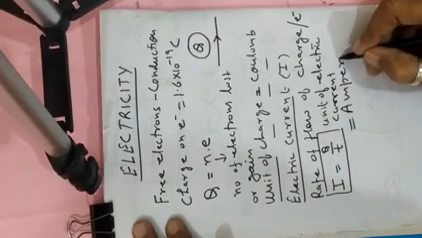 ELECTRICITY
Free electrons - Conduction
Charge on e⁻ = 1.6×10⁻¹⁹ C
Q = n.e
Q
no of electrons lost
or gain
Unit of charge = coulomb
Electric current (I)
Rate of flow of charge/e⁻
I = Q/t
unit of electric
current
= Amper